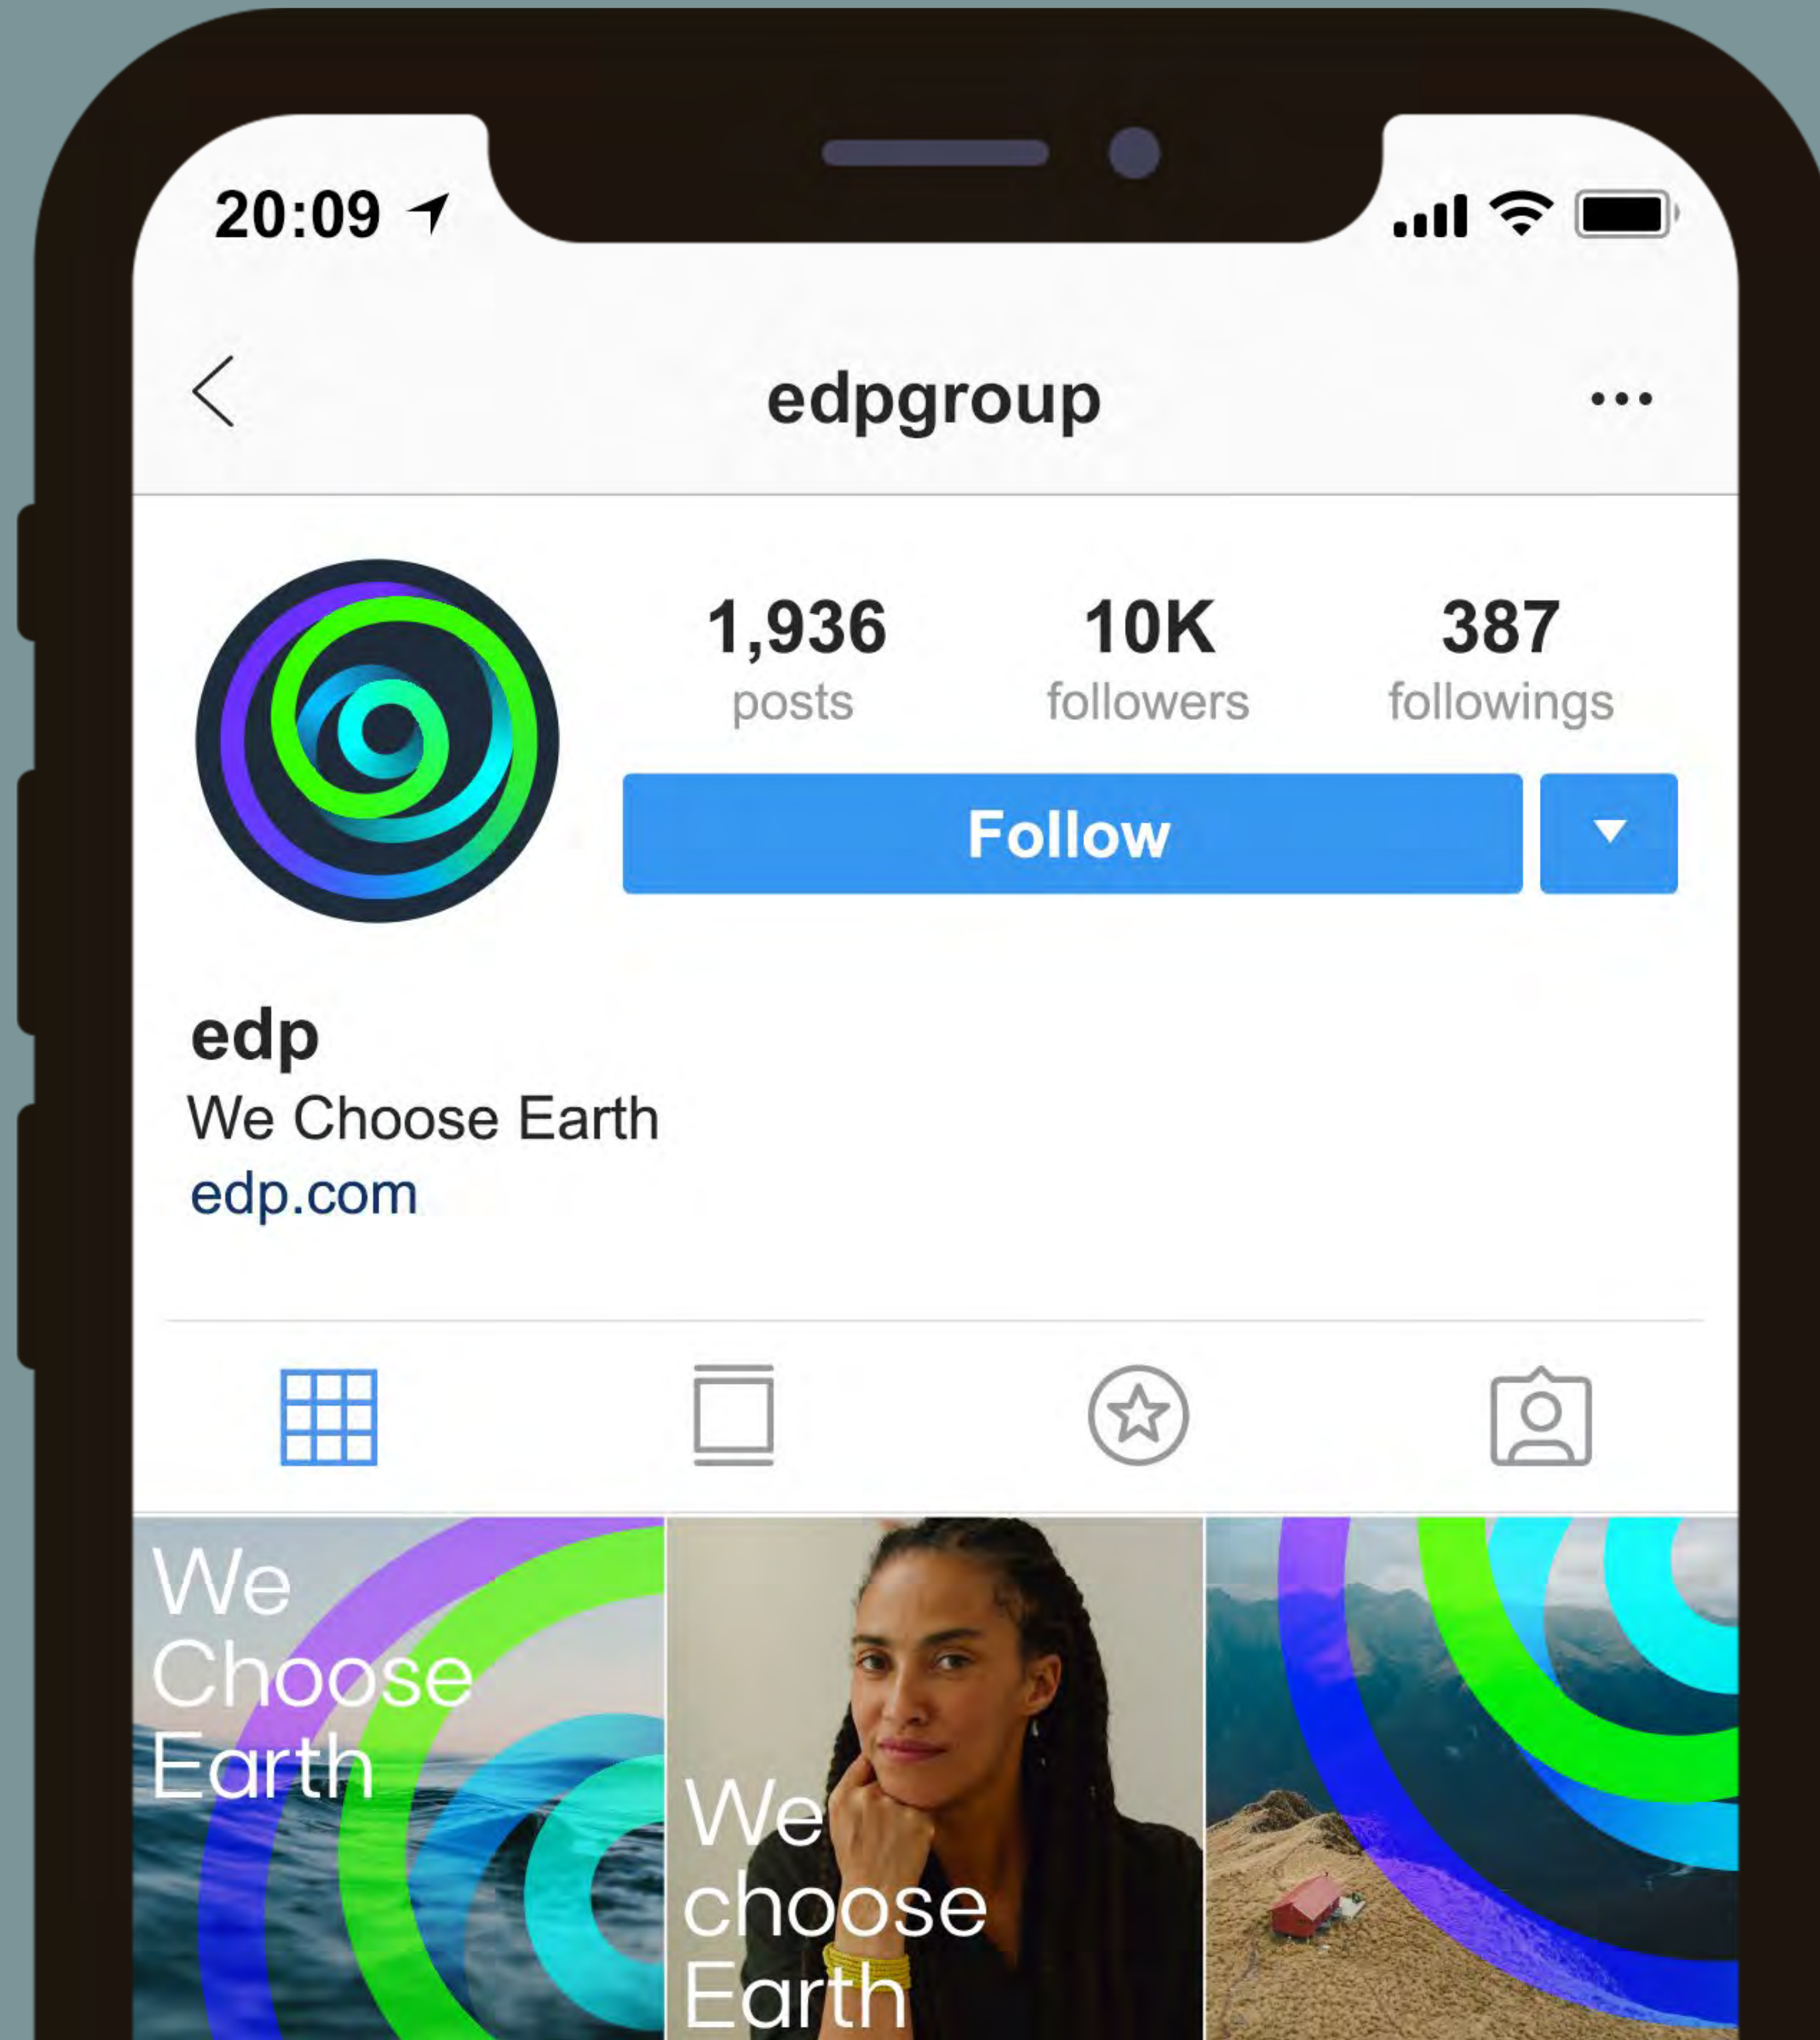 20:09
edpgroup
1,936 10K 387
posts followers followings
Follow
edp
We Choose Earth
edp.com
We
Choose
Earth
We
choose
Earth